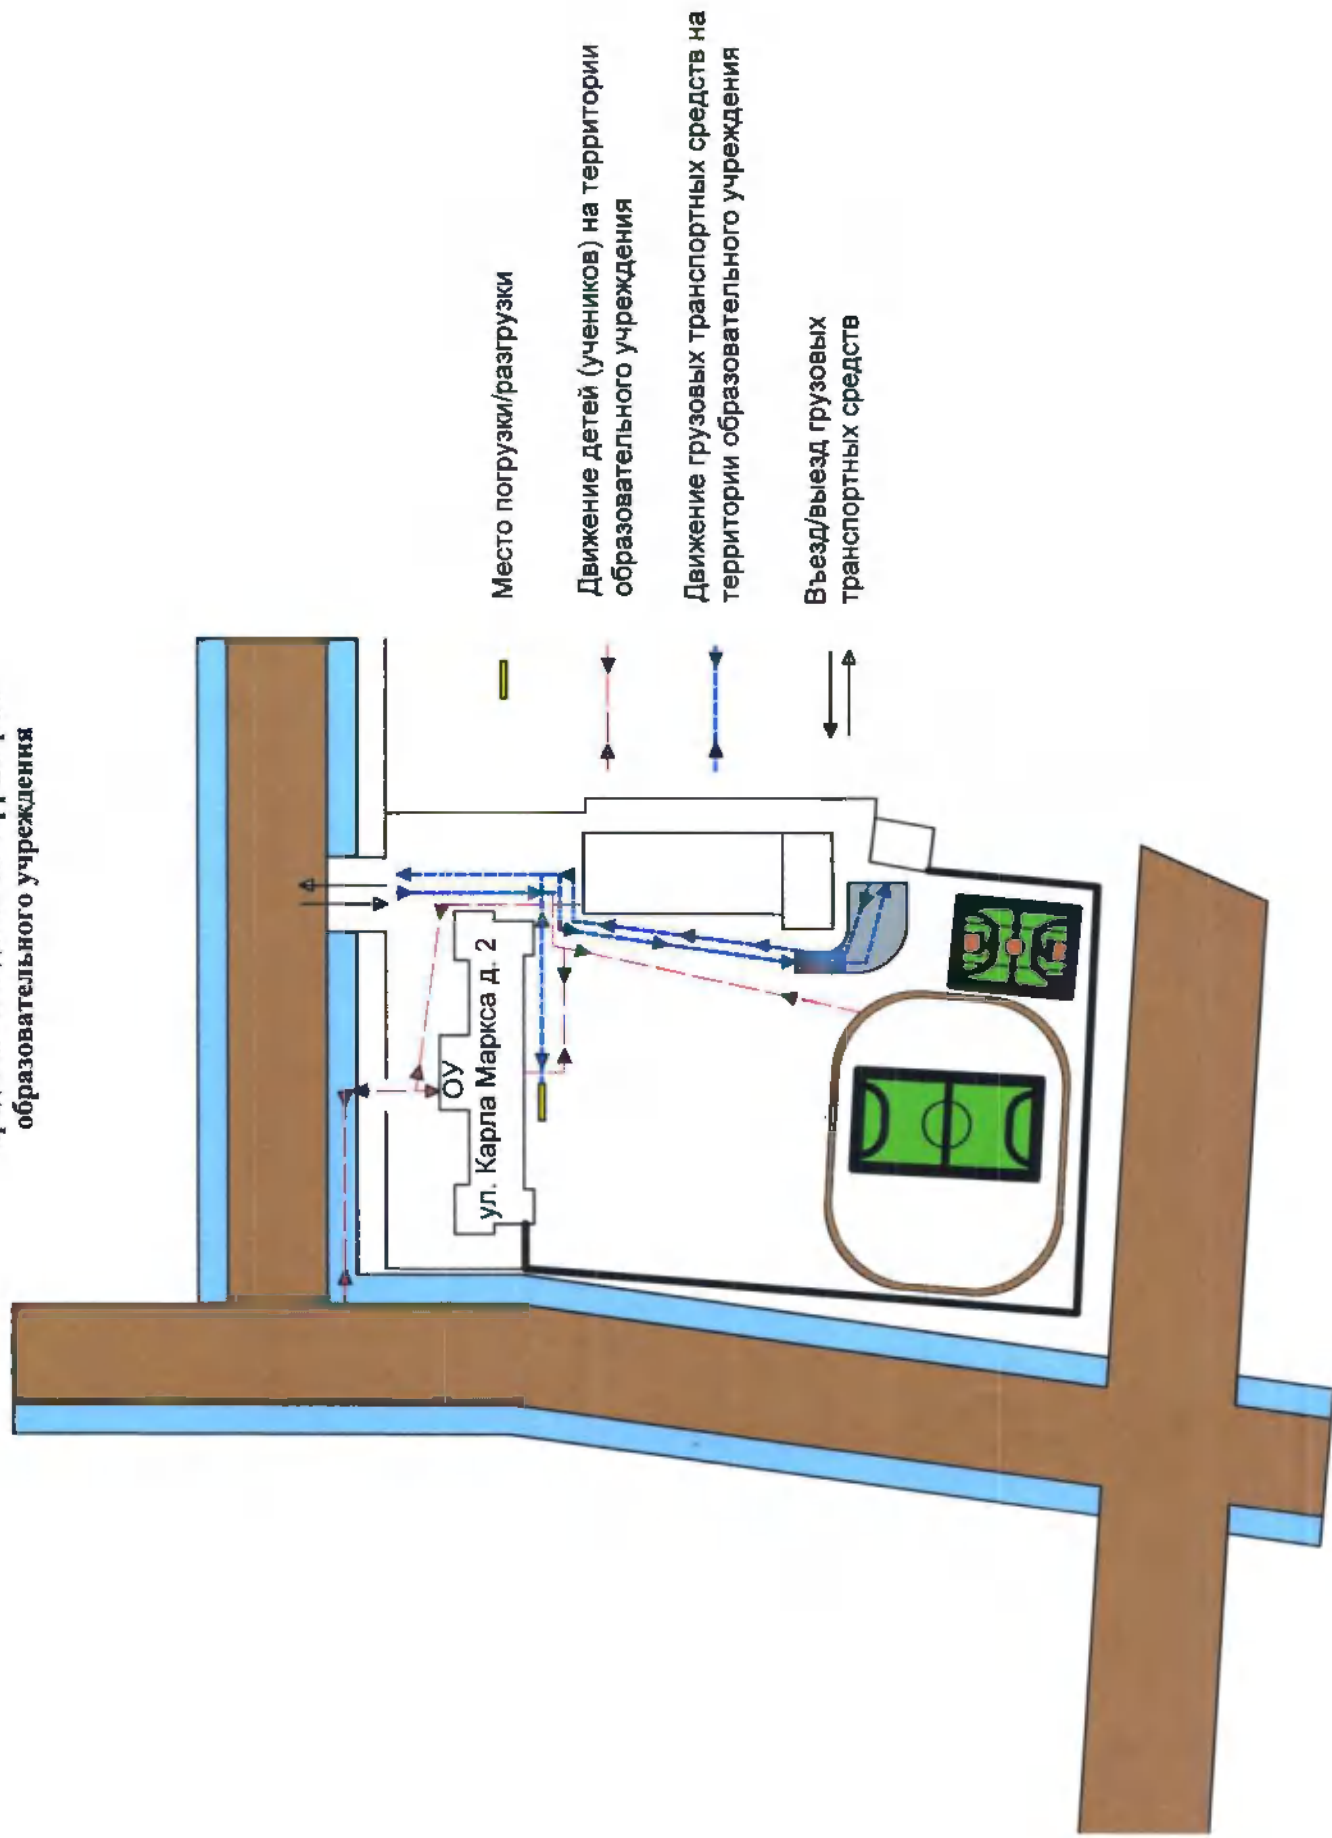 образовательного учреждения
ОУ
ул. Карла Маркса д. 2
Место погрузки/разгрузки
Движение детей (учеников) на территории
образовательного учреждения
Движение грузовых транспортных средств на
территории образовательного учреждения
Въезд/выезд грузовых
транспортных средств